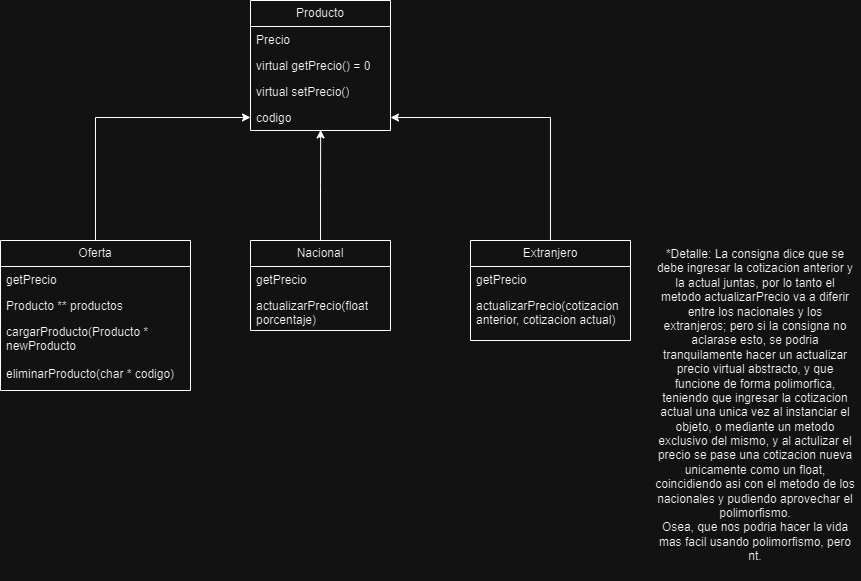 Producto
Precio
virtual getPrecio() = 0
virtual setPrecio()
codigo
Oferta
getPrecio
Producto ** productos
cargarProducto(Producto *
newProducto
eliminarProducto(char * codigo)
Nacional
getPrecio
actualizarPrecio(float
porcentaje)
Extranjero
getPrecio
actualizarPrecio(cotizacion
anterior, cotizacion actual)
*Detalle: La consigna dice que se
debe ingresar la cotizacion anterior y
la actual juntas, por lo tanto el
metodo actualizarPrecio va a diferir
entre los nacionales y los
extranjeros; pero si la consigna no
aclarase esto, se podria
tranquilamente hacer un actualizar
precio virtual abstracto, y que
funcione de forma polimorfica,
teniendo que ingresar la cotizacion
actual una unica vez al instanciar el
objeto, o mediante un metodo
exclusivo del mismo, y al actulizar el
precio se pase una cotizacion nueva
unicamente como un float,
coincidiendo asi con el metodo de los
nacionales y pudiendo aprovechar el
polimorfismo.
Osea, que nos podria hacer la vida
mas facil usando polimorfismo, pero
nt.